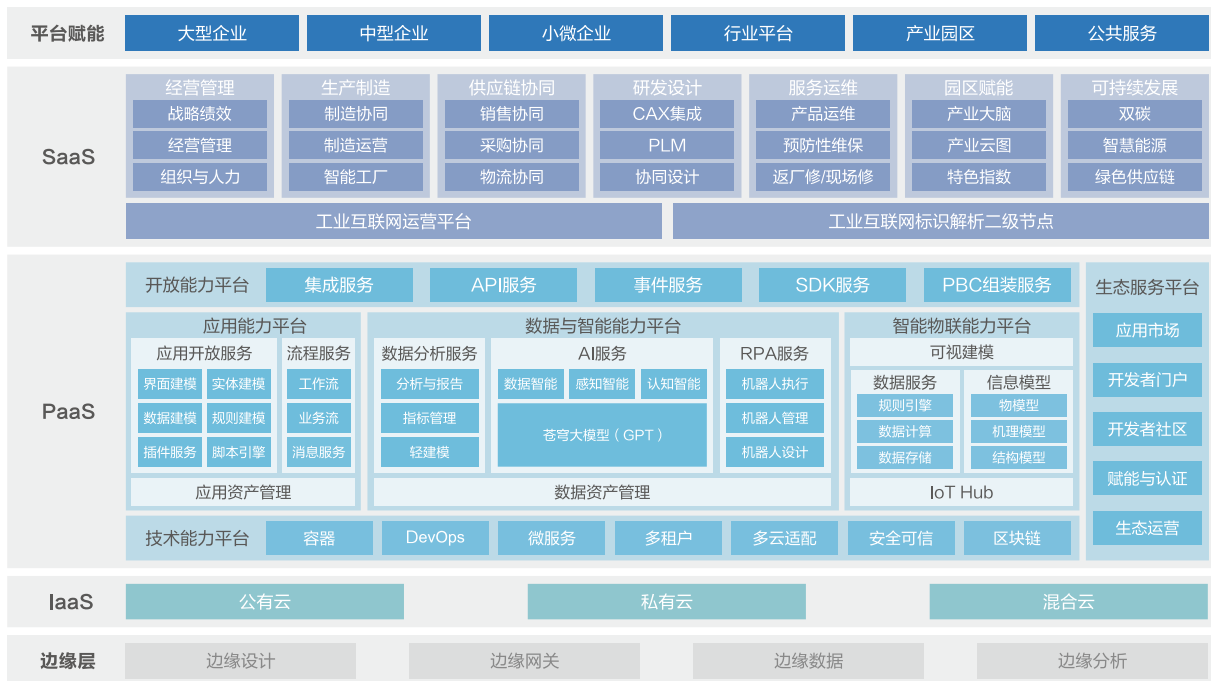 平台赋能
大型企业
中型企业
小微企业
行业平台
产业园区
公共服务
SaaS
经营管理
战略绩效
经营管理
组织与人力
生产制造
制造协同
制造运营
智能工厂
供应链协同
销售协同
采购协同
物流协同
研发设计
CAX集成
PLM
协同设计
服务运维
产品运维
预防性维保
返厂修/现场修
园区赋能
产业大脑
产业云图
特色指数
可持续发展
双碳
智慧能源
绿色供应链
工业互联网运营平台
工业互联网标识解析二级节点
PaaS
开放能力平台
集成服务
API服务
事件服务
SDK服务
PBC组装服务
应用能力平台
应用开放服务
界面建模
实体建模
数据建模
规则建模
插件服务
脚本引擎
流程服务
工作流
业务流
消息服务
应用资产管理
数据与智能能力平台
数据分析服务
分析与报告
指标管理
轻建模
AI服务
数据智能
感知智能
认知智能
苍穹大模型（GPT）
RPA服务
机器人执行
机器人管理
机器人设计
数据资产管理
智能物联能力平台
可视建模
数据服务
规则引擎
数据计算
数据存储
信息模型
物模型
机理模型
结构模型
IoT Hub
技术能力平台
容器
DevOps
微服务
多租户
多云适配
安全可信
区块链
生态服务平台
应用市场
开发者门户
开发者社区
赋能与认证
生态运营
IaaS
公有云
私有云
混合云
边缘层
边缘设计
边缘网关
边缘数据
边缘分析